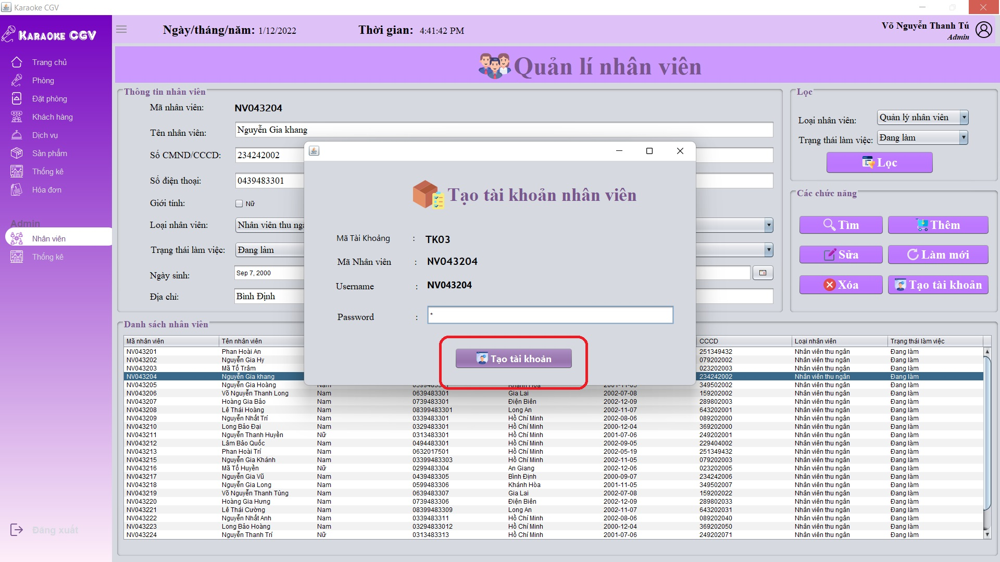 Karaoke CGV
KARAOKE CGV
Ngày/tháng/năm: 1/12/2022
Thời gian: 4:41:42 PM
Võ Nguyễn Thanh Tú
Admin
Trang chủ
Phòng
Đặt phòng
Khách hàng
Dịch vụ
Sản phẩm
Thống kê
Hóa đơn
Admin
Nhân viên
Thống kê
Đăng xuất
Quản lí nhân viên
Thông tin nhân viên
Mã nhân viên: NV043204
Tên nhân viên: Nguyễn Gia khang
Số CMND/CCCD: 234242002
Số điện thoại: 0439483301
Giới tính: Nữ
Loại nhân viên: Nhân viên thu ngâ
Trạng thái làm việc: Đang làm
Ngày sinh: Sep 7, 2000
Địa chỉ: Bình Định
Lọc
Loại nhân viên: Quản lý nhân viên
Trạng thái làm việc: Đang làm
Lọc
Các chức năng
Tìm Thêm
Sửa Làm mới
Xóa Tạo tài khoản
Tạo tài khoản nhân viên
Mã Tài Khoảng : TK03
Mã Nhân viên : NV043204
Username : NV043204
Password : *
Tạo tài khoản
Danh sách nhân viên
Mã nhân viên Tên nhân viên CCCD Loại nhân viên Trạng thái làm việc
NV043201 Phan Hoài An 251349432 Nhân viên thu ngân Đang làm
NV043202 Nguyễn Gia Hy 079202002 Nhân viên thu ngân Đang làm
NV043203 Mã Tố Trâm 023202003 Nhân viên thu ngân Đang làm
NV043204 Nguyễn Gia khang 234242002 Nhân viên thu ngân Đang làm
NV043205 Nguyễn Gia Hoàng Nam Khánh Hòa 2001-11-05 349502002 Nhân viên thu ngân Đang làm
NV043206 Võ Nguyễn Thanh Long Nam 0639483301 Gia Lai 2002-07-08 159202002 Nhân viên thu ngân Đang làm
NV043207 Hoàng Gia Bảo Nam 0739483301 Điện Biên 2002-12-09 289802003 Nhân viên thu ngân Đang làm
NV043208 Lê Thái Hoàng Nam 08399483301 Long An 2002-11-07 643202001 Nhân viên thu ngân Đang làm
NV043209 Nguyễn Nhất Trí Nam 0339483301 Hồ Chí Minh 2002-08-06 089202000 Nhân viên thu ngân Đang làm
NV043210 Long Bảo Đại Nam 0329483301 Hồ Chí Minh 2000-12-04 369202000 Nhân viên thu ngân Đang làm
NV043211 Nguyễn Thanh Huyền Nữ 0313483301 Hồ Chí Minh 2001-07-06 249202001 Nhân viên thu ngân Đang làm
NV043212 Lâm Bảo Quốc Nam 0494483301 Hồ Chí Minh 2002-09-05 229404002 Nhân viên thu ngân Đang làm
NV043213 Phan Hoài Trí Nam 0632017501 Hồ Chí Minh 2002-05-19 251349432 Nhân viên thu ngân Đang làm
NV043215 Nguyễn Gia Khánh Nam 03399483303 Hồ Chí Minh 2002-11-05 079202003 Nhân viên thu ngân Đang làm
NV043216 Mã Tố Huyền Nữ 0299483304 An Giang 2002-12-06 023202005 Nhân viên thu ngân Đang làm
NV043217 Nguyễn Gia Vũ Nam 0439483305 Bình Định 2000-09-07 234242006 Nhân viên thu ngân Đang làm
NV043218 Nguyễn Gia Long Nam 0599483306 Khánh Hòa 2001-11-05 349502007 Nhân viên thu ngân Đang làm
NV043219 Võ Nguyễn Thanh Tùng Nam 0639483307 Gia Lai 2002-07-08 159202022 Nhân viên thu ngân Đang làm
NV043220 Hoàng Gia Hưng Nam 0739483306 Điện Biên 2002-12-09 289802033 Nhân viên thu ngân Đang làm
NV043221 Lê Thái Cường Nam 08399483309 Long An 2002-11-07 643202031 Nhân viên thu ngân Đang làm
NV043222 Nguyễn Nhất Anh Nam 0339483311 Hồ Chí Minh 2002-08-06 089202040 Nhân viên thu ngân Đang làm
NV043223 Long Bảo Hoàng Nam 03294833012 Hồ Chí Minh 2000-12-04 369202050 Nhân viên thu ngân Đang làm
NV043224 Nguyễn Thanh Trí Nữ 0313483313 Hồ Chí Minh 2001-07-06 249202071 Nhân viên thu ngân Đang làm